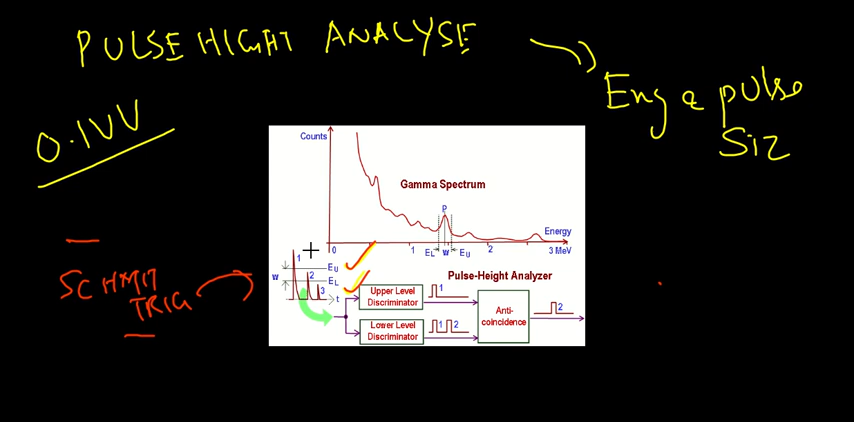 PULSE HIGHT ANALYSE
Eng a pulse
Siz
0.1VV
SCHMIT
TRIG
Counts
Gamma Spectrum
P
Energy
0 1 2 3 MeV
EL W EU
1
EU
W 2
EL
3
t
Pulse-Height Analyzer
Upper Level
Discriminator
1
Anti-
coincidence
2
Lower Level
Discriminator
1 2